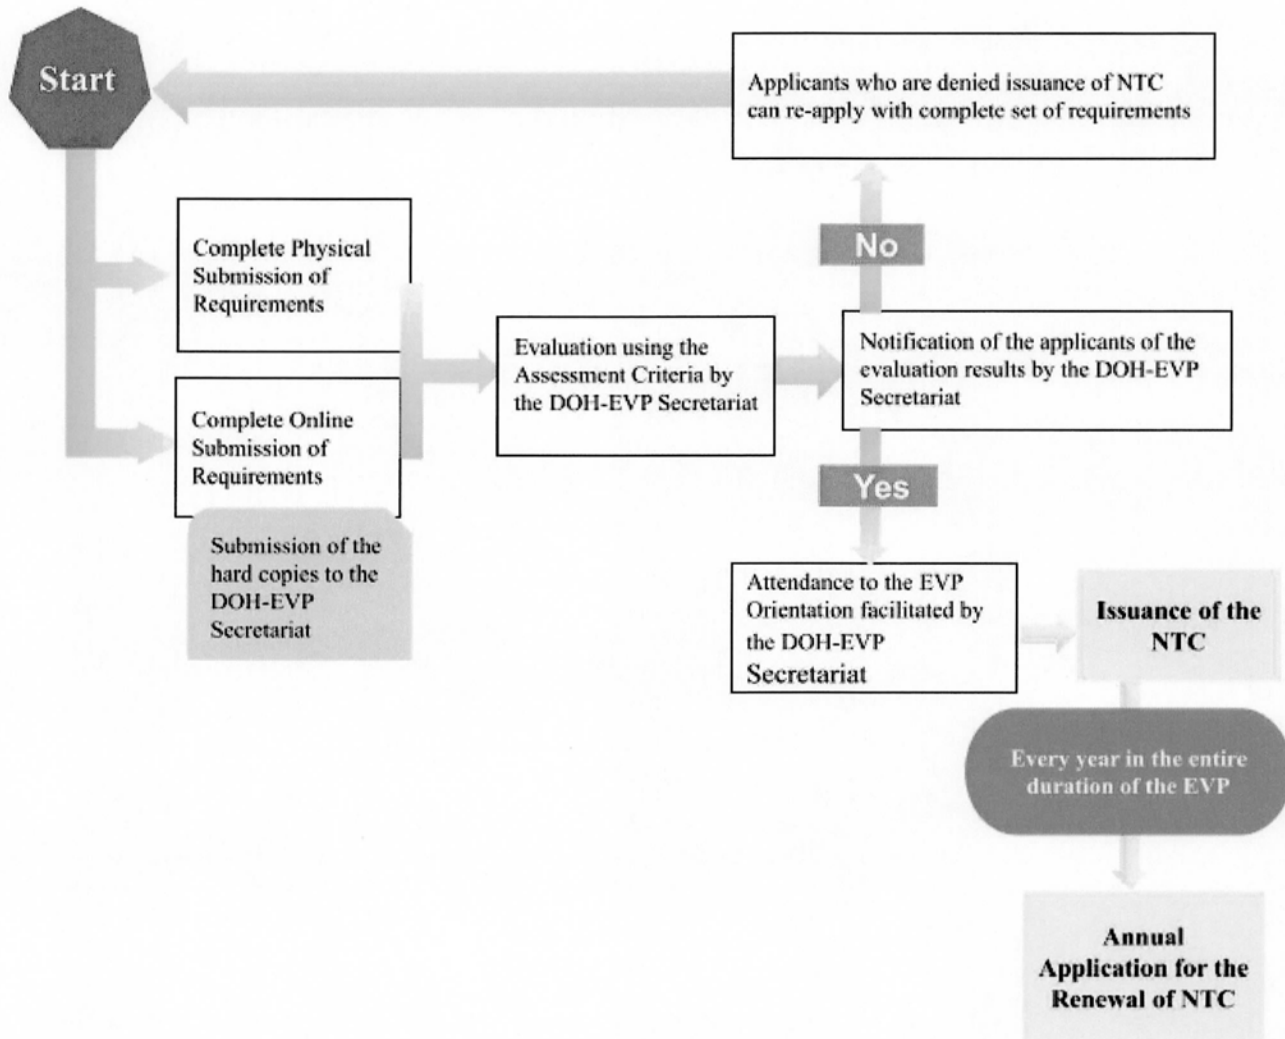 Start
Applicants who are denied issuance of NTC
can re-apply with complete set of requirements
No
Complete Physical
Submission of
Requirements
Complete Online
Submission of
Requirements
Submission of the
hard copies to the
DOH-EVP
Secretariat
Evaluation using the
Assessment Criteria by
the DOH-EVP Secretariat
Notification of the applicants of the
evaluation results by the DOH-EVP
Secretariat
Yes
Attendance to the EVP
Orientation facilitated by
the DOH-EVP
Secretariat
Issuance of the
NTC
Every year in the entire
duration of the EVP
Annual
Application for the
Renewal of NTC